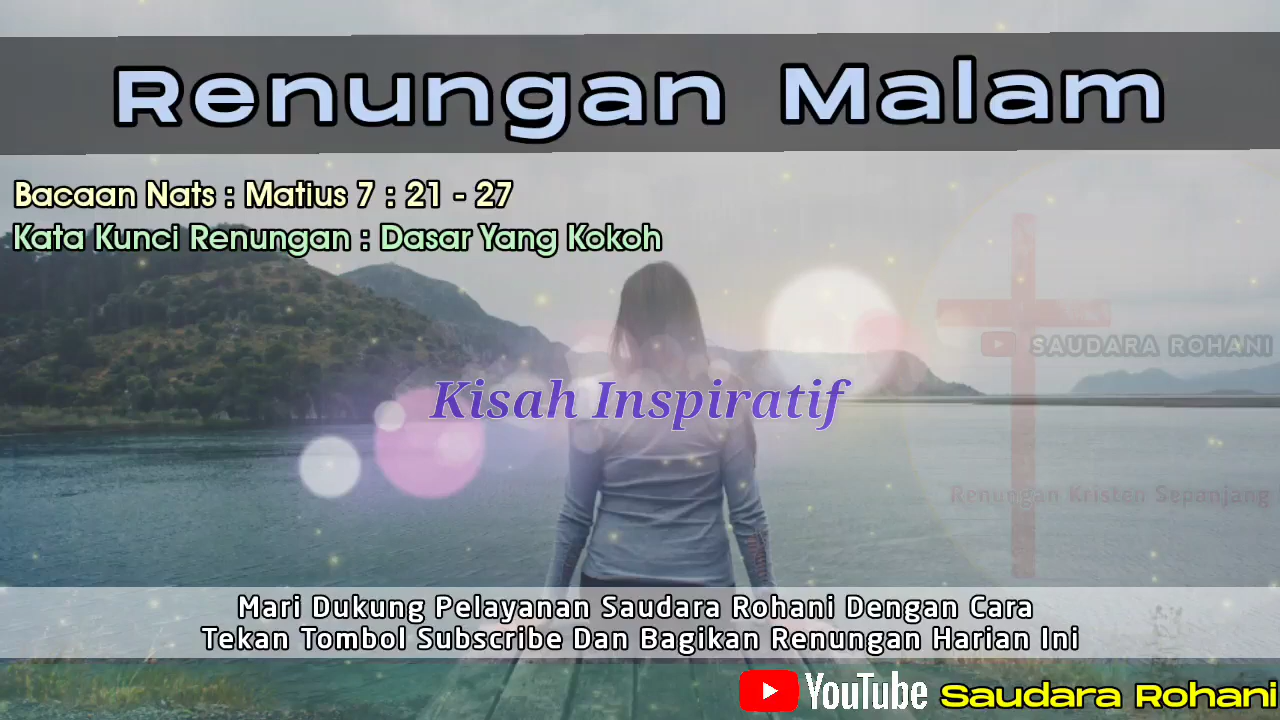 Renungan Malam
Bacaan Nats : Matius 7 : 21 - 27
Kata Kunci Renungan : Dasar Yang Kokoh
SAUDARA ROHANI
Kisah Inspiratif
Renungan Kristen Sepanjang
Mari Dukung Pelayanan Saudara Rohani Dengan Cara
Tekan Tombol Subscribe Dan Bagikan Renungan Harian Ini
YouTube Saudara Rohani